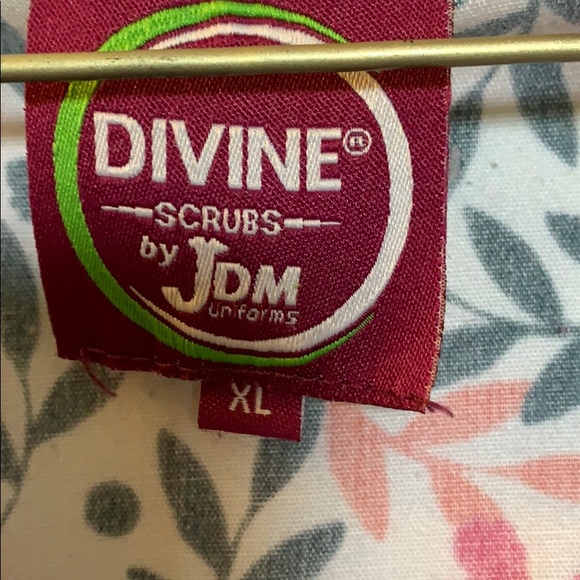 DIVINE®
SCRUBS
by JDM
uniforms
XL